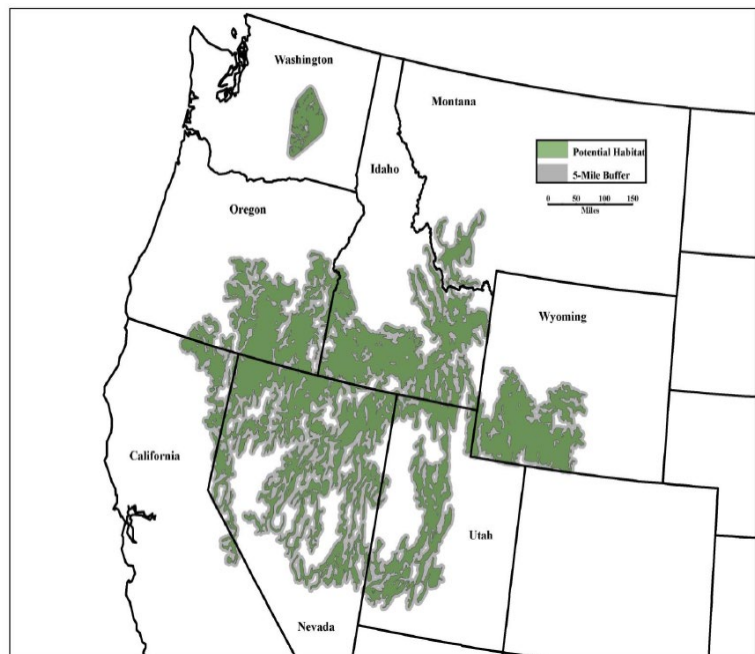 Washington
Montana
Potential Habitat
5-Mile Buffer
0 50 100 150
Miles
Idaho
Oregon
Wyoming
California
Utah
Nevada